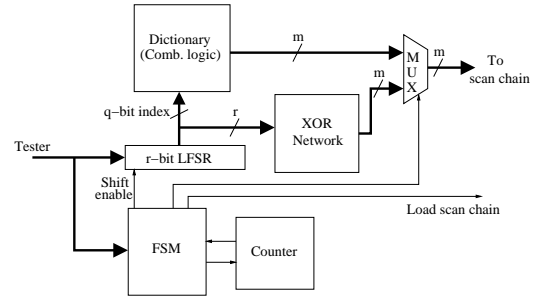 Dictionary
(Comb. logic)
m
m
M
U
X
m
To
scan chain
q−bit index
r
XOR
Network
Tester
r−bit LFSR
Shift
enable
Load scan chain
FSM
Counter